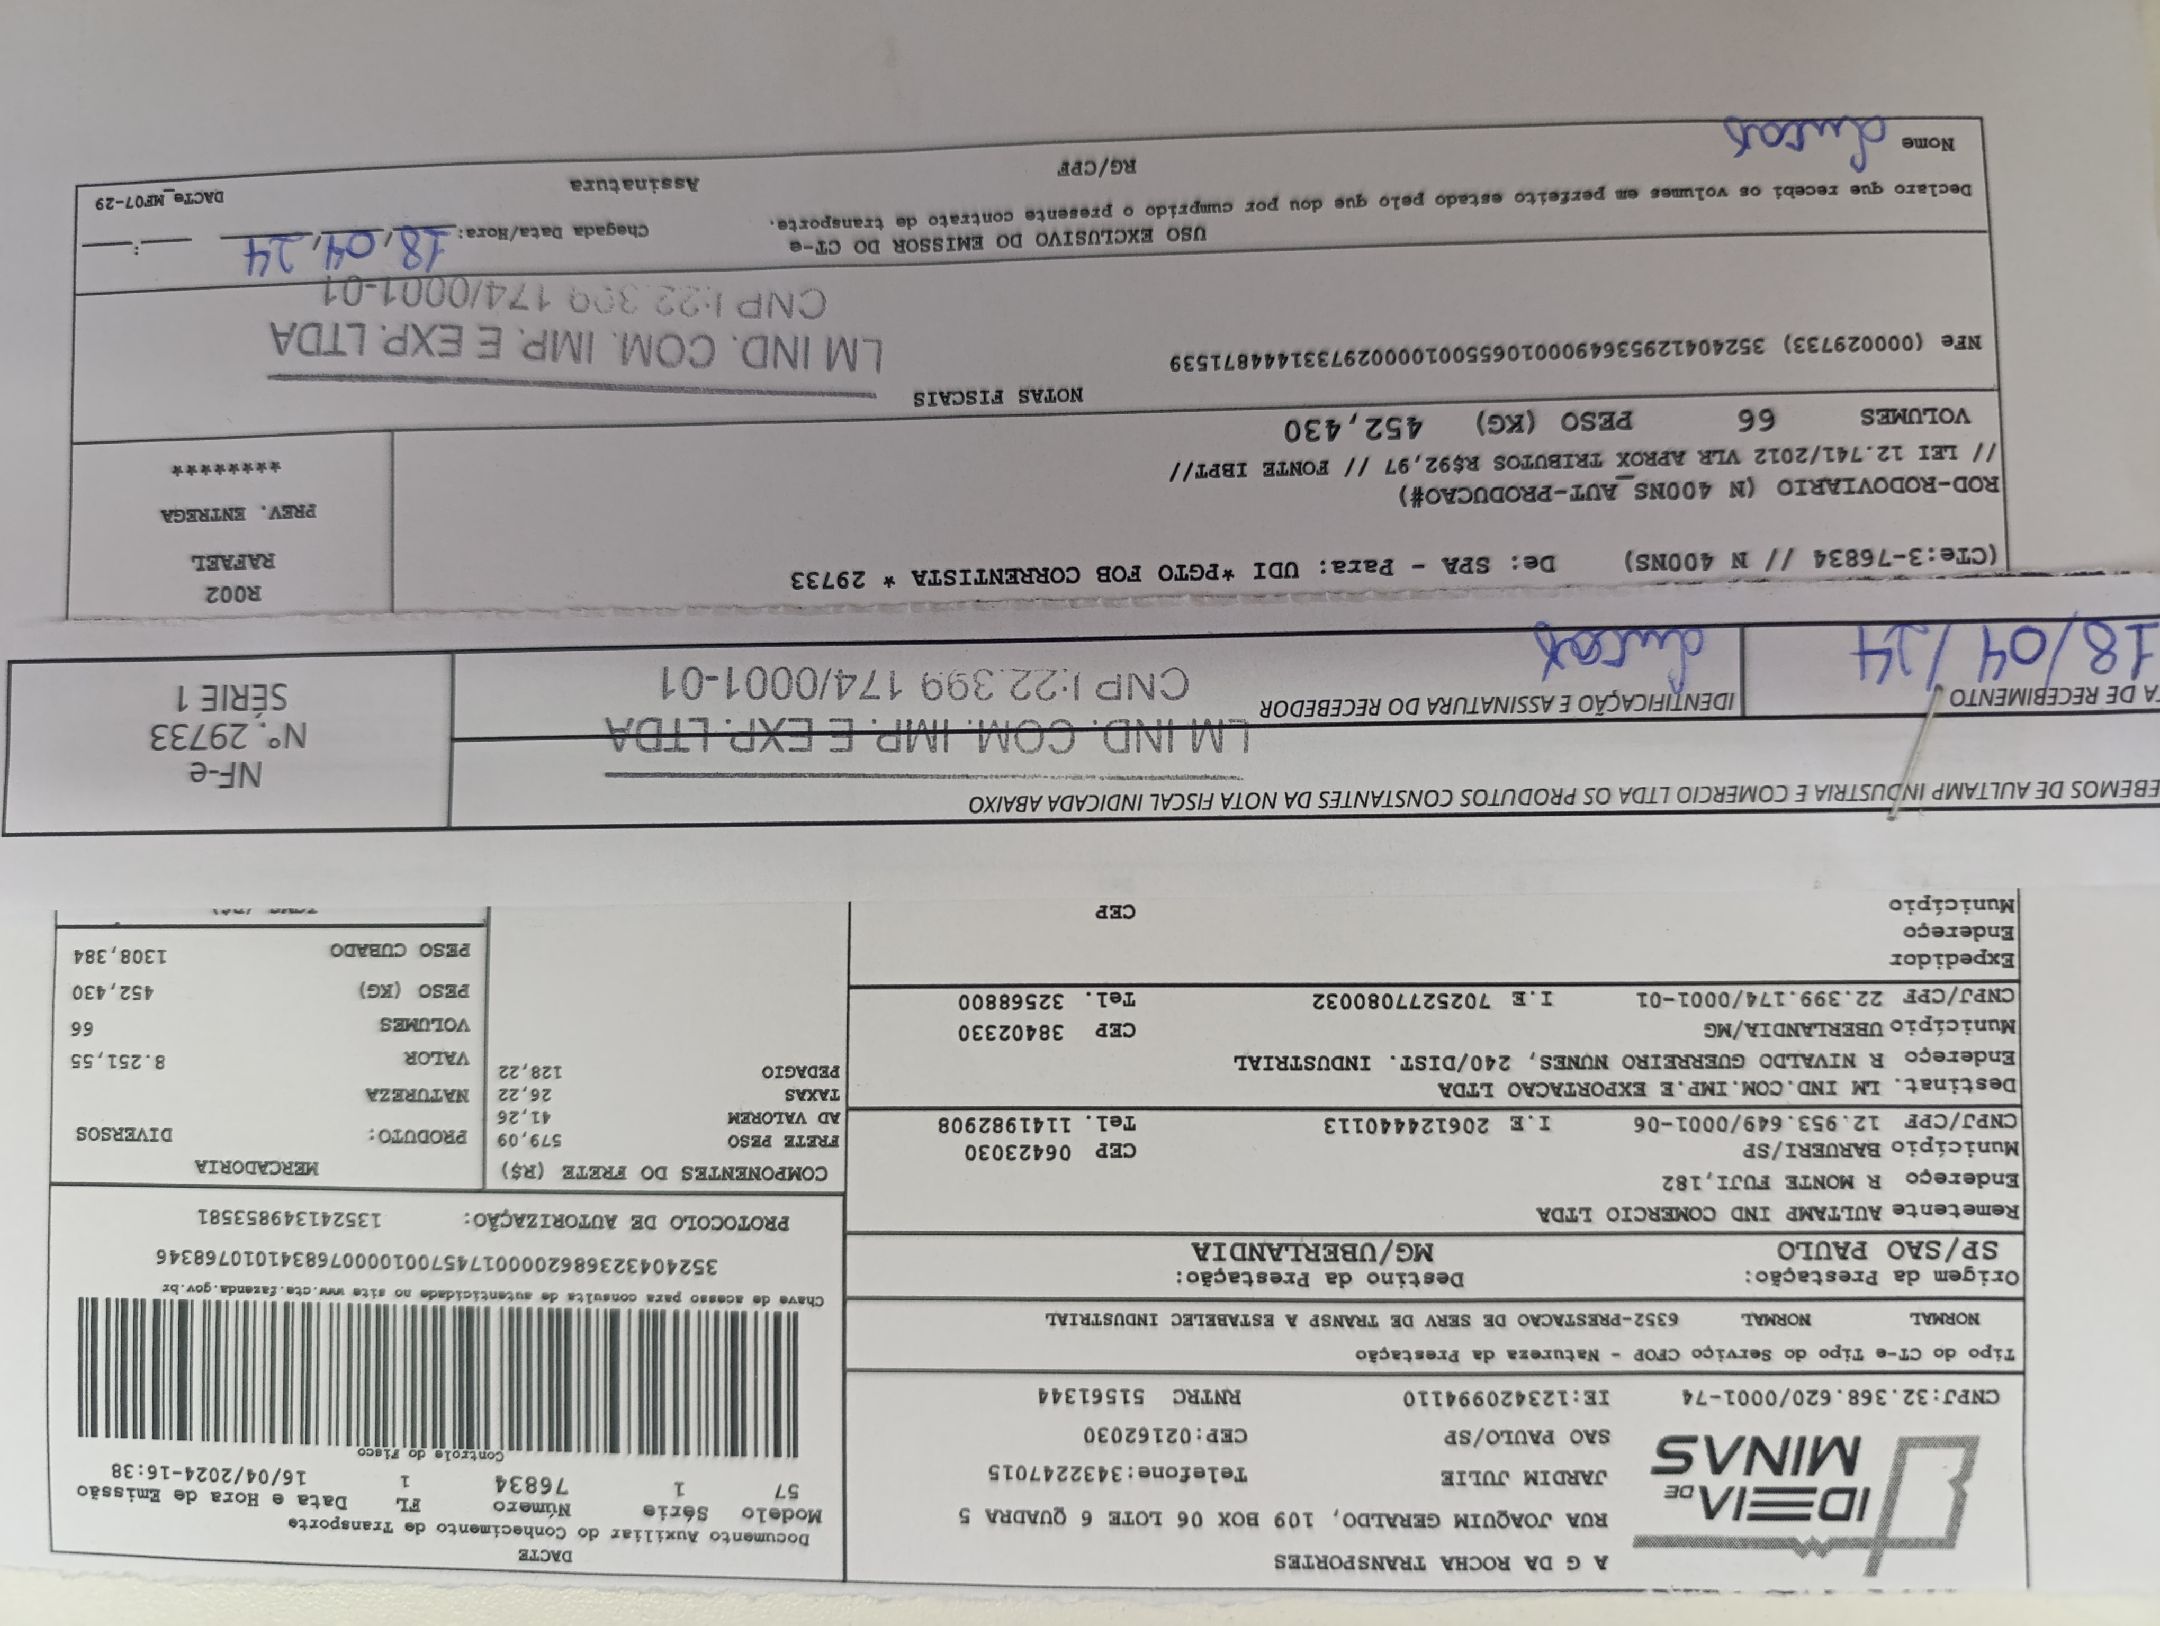 IDEIA DE
MINAS
A G DA ROCHA TRANSPORTES
RUA JOAQUIM GERALDO, 109 BOX 06 LOTE 6 QUADRA 5
JARDIM JULIE Telefone:3432247015
SAO PAULO/SP CEP:02162030
CNPJ:32.368.620/0001-74 IE:123420994110 RNTRC 51561344
DACTE
Documento Auxiliar do Conhecimento de Transporte
Modelo Série Número FL Data e Hora de Emissão
57 1 76834 1 16/04/2024-16:38
Controle do Fisco
Chave de acesso para consulta de autenticidade no site www.cte.fazenda.gov.br
35240432368620000174570010000768341010768346
PROTOCOLO DE AUTORIZAÇÃO: 135241349853581
Tipo do CT-e Tipo do Serviço CFOP - Natureza da Prestação
NORMAL NORMAL 6352-PRESTACAO DE SERV DE TRANSP A ESTABELEC INDUSTRIAL
Origem da Prestação: Destino da Prestação:
SP/SAO PAULO MG/UBERLANDIA
Remetente AULTAMP IND COMERCIO LTDA
Endereço R MONTE FUJI,182
Município BARUERI/SP CEP 06423030
CNPJ/CPF 12.953.649/0001-06 I.E 206124440113 Tel. 1141982908
Destinat. LM IND.COM.IMP.E EXPORTACAO LTDA
Endereço R NIVALDO GUERREIRO NUNES, 240/DIST. INDUSTRIAL
Município UBERLANDIA/MG CEP 38402330
CNPJ/CPF 22.399.174/0001-01 I.E 7025277080032 Tel. 32568800
Expedidor
Endereço
Município CEP
COMPONENTES DO FRETE (R$)
FRETE PESO 579,09
AD VALOREM 41,26
TAXAS 26,22
PEDAGIO 128,22
MERCADORIA
PRODUTO: DIVERSOS
NATUREZA
VALOR 8.251,55
VOLUMES 66
PESO (KG) 452,430
PESO CUBADO 1308,384
EBEMOS DE AULTAMP INDUSTRIA E COMERCIO LTDA OS PRODUTOS CONSTANTES DA NOTA FISCAL INDICADA ABAIXO
TA DE RECEBIMENTO IDENTIFICAÇÃO E ASSINATURA DO RECEBEDOR
18/04/24 Lucas
LM IND. COM. IMP. E EXP. LTDA
CNPJ:22.399.174/0001-01
NF-e
Nº. 29733
SÉRIE 1
(CTe:3-76834 // N 400NS) De: SPA - Para: UDI *PGTO FOB CORRENTISTA * 29733
ROD-RODOVIARIO (N 400NS_AUT-PRODUCAO#)
// LEI 12.741/2012 VLR APROX TRIBUTOS R$92,97 // FONTE IBPT//
VOLUMES 66 PESO (KG) 452,430
R002
RAFAEL
PREV. ENTREGA
*********
NOTAS FISCAIS
NFe (000029733) 35240412953649000106550010000297331444871539
LM IND. COM. IMP. E EXP. LTDA
CNPJ:22.399.174/0001-01
USO EXCLUSIVO DO EMISSOR DO CT-e
Declaro que recebi os volumes em perfeito estado pelo que dou por cumprido o presente contrato de transporte.
Chegada Data/Hora: 18/04/24 __:__
Nome Lucas RG/CPF Assinatura DACTe_MF07-29